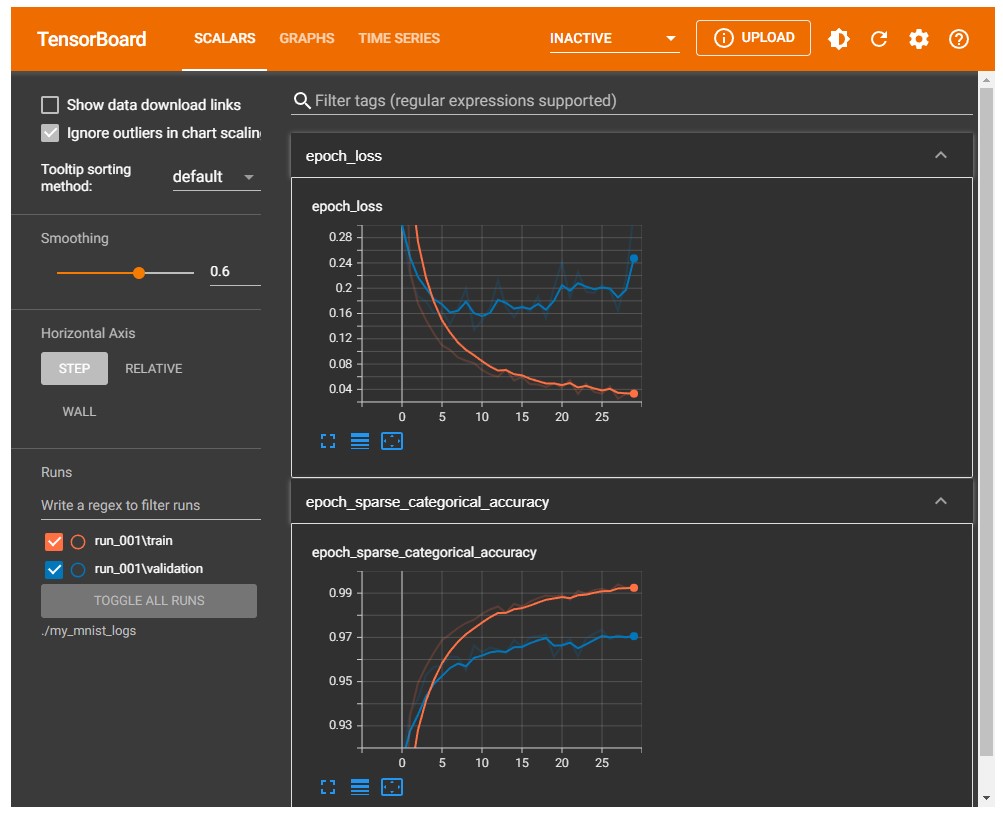 TensorBoard SCALARS GRAPHS TIME SERIES INACTIVE UPLOAD
Show data download links
Ignore outliers in chart scalin
Tooltip sorting
method:
default
Smoothing
0.6
Horizontal Axis
STEP RELATIVE
WALL
Runs
Write a regex to filter runs
run_001\train
run_001\validation
TOGGLE ALL RUNS
./my_mnist_logs
Filter tags (regular expressions supported)
epoch_loss
epoch_loss
0.28
0.24
0.2
0.16
0.12
0.08
0.04
0 5 10 15 20 25
epoch_sparse_categorical_accuracy
epoch_sparse_categorical_accuracy
0.99
0.97
0.95
0.93
0 5 10 15 20 25